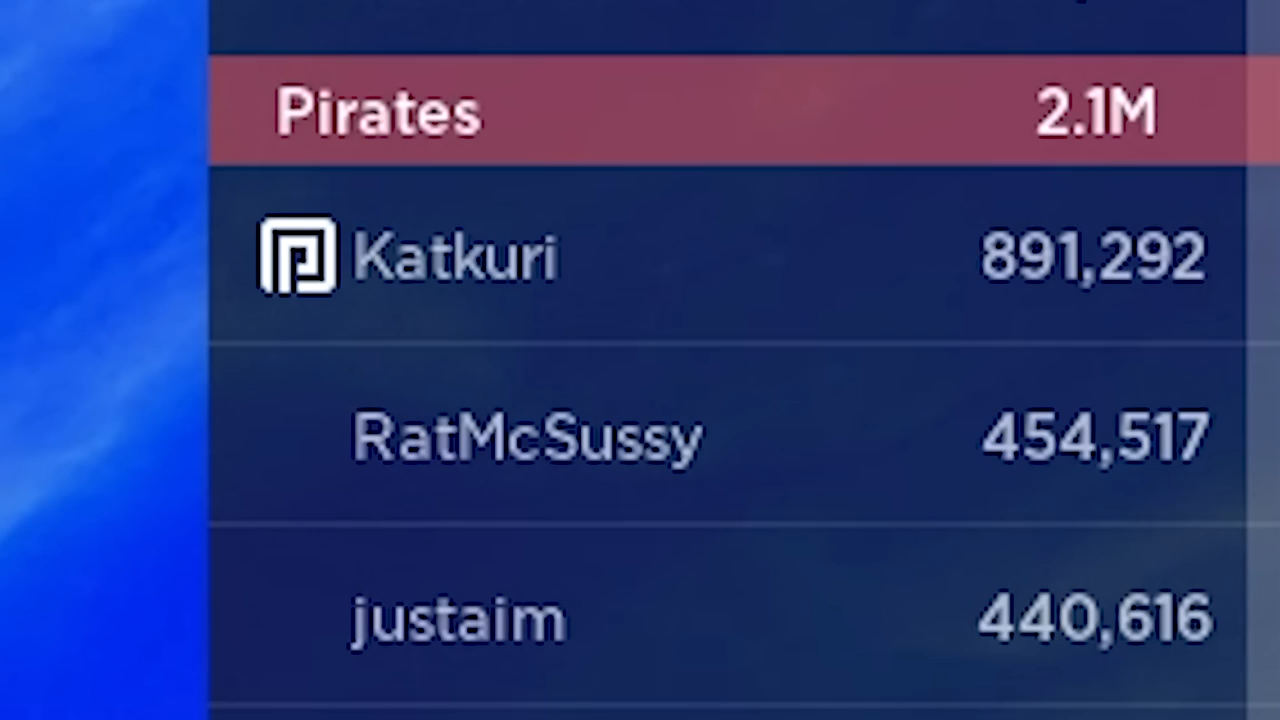 Pirates 2.1M
Katkuri 891,292
RatMcSussy 454,517
justaim 440,616